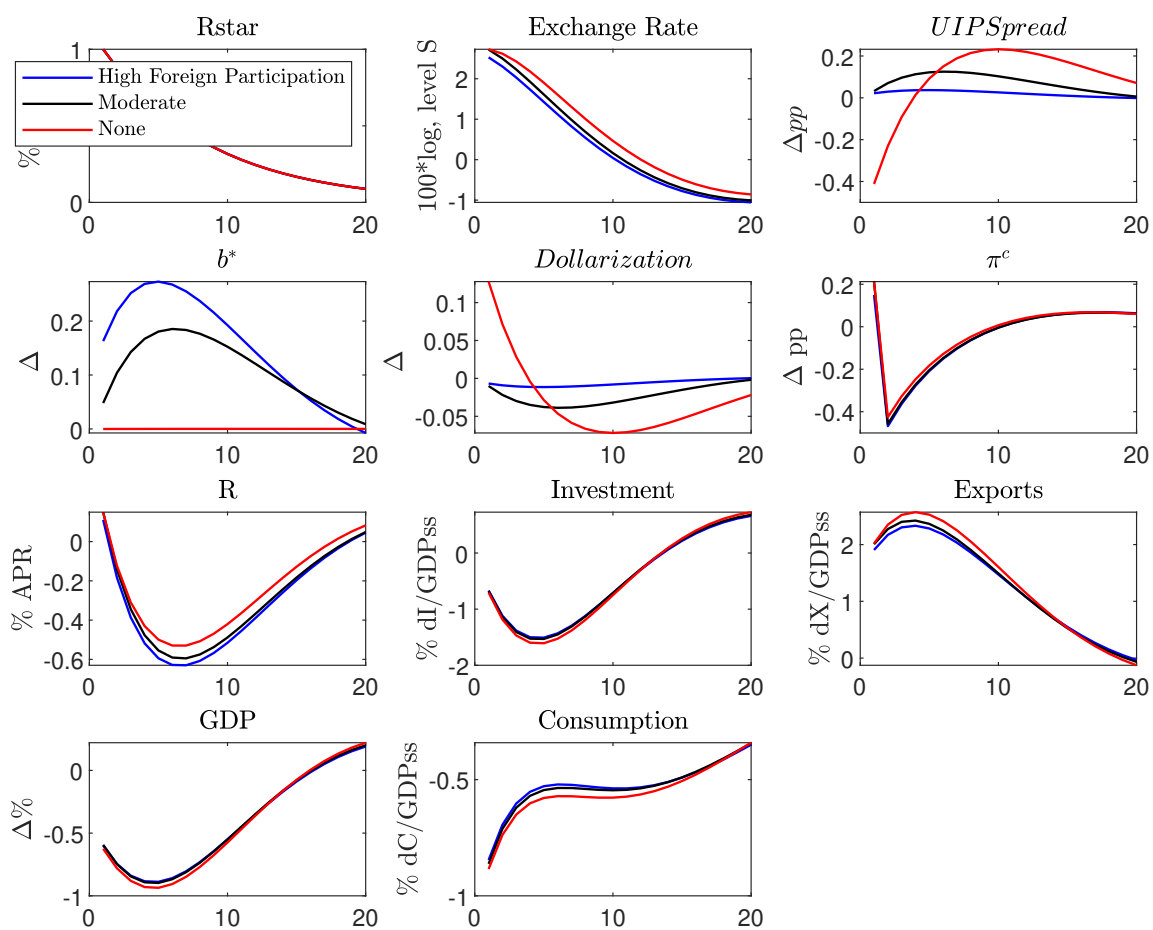 Rstar
Exchange Rate
UIPSpread
1
%
0
0
10
20
High Foreign Participation
Moderate
None
100*log, level S
2
1
0
-1
0
10
20
Δpp
0.2
0
-0.2
-0.4
0
10
20
b*
Dollarization
π^c
Δ
0.2
0.1
0
0
10
20
Δ
0.1
0.05
0
-0.05
0
10
20
Δ pp
0.2
0
-0.2
-0.4
0
10
20
R
Investment
Exports
% APR
0
-0.2
-0.4
-0.6
0
10
20
% dI/GDPss
0
-1
-2
0
10
20
% dX/GDPss
2
1
0
0
10
20
GDP
Consumption
Δ%
0
-0.5
-1
0
10
20
% dC/GDPss
-0.5
-1
0
10
20